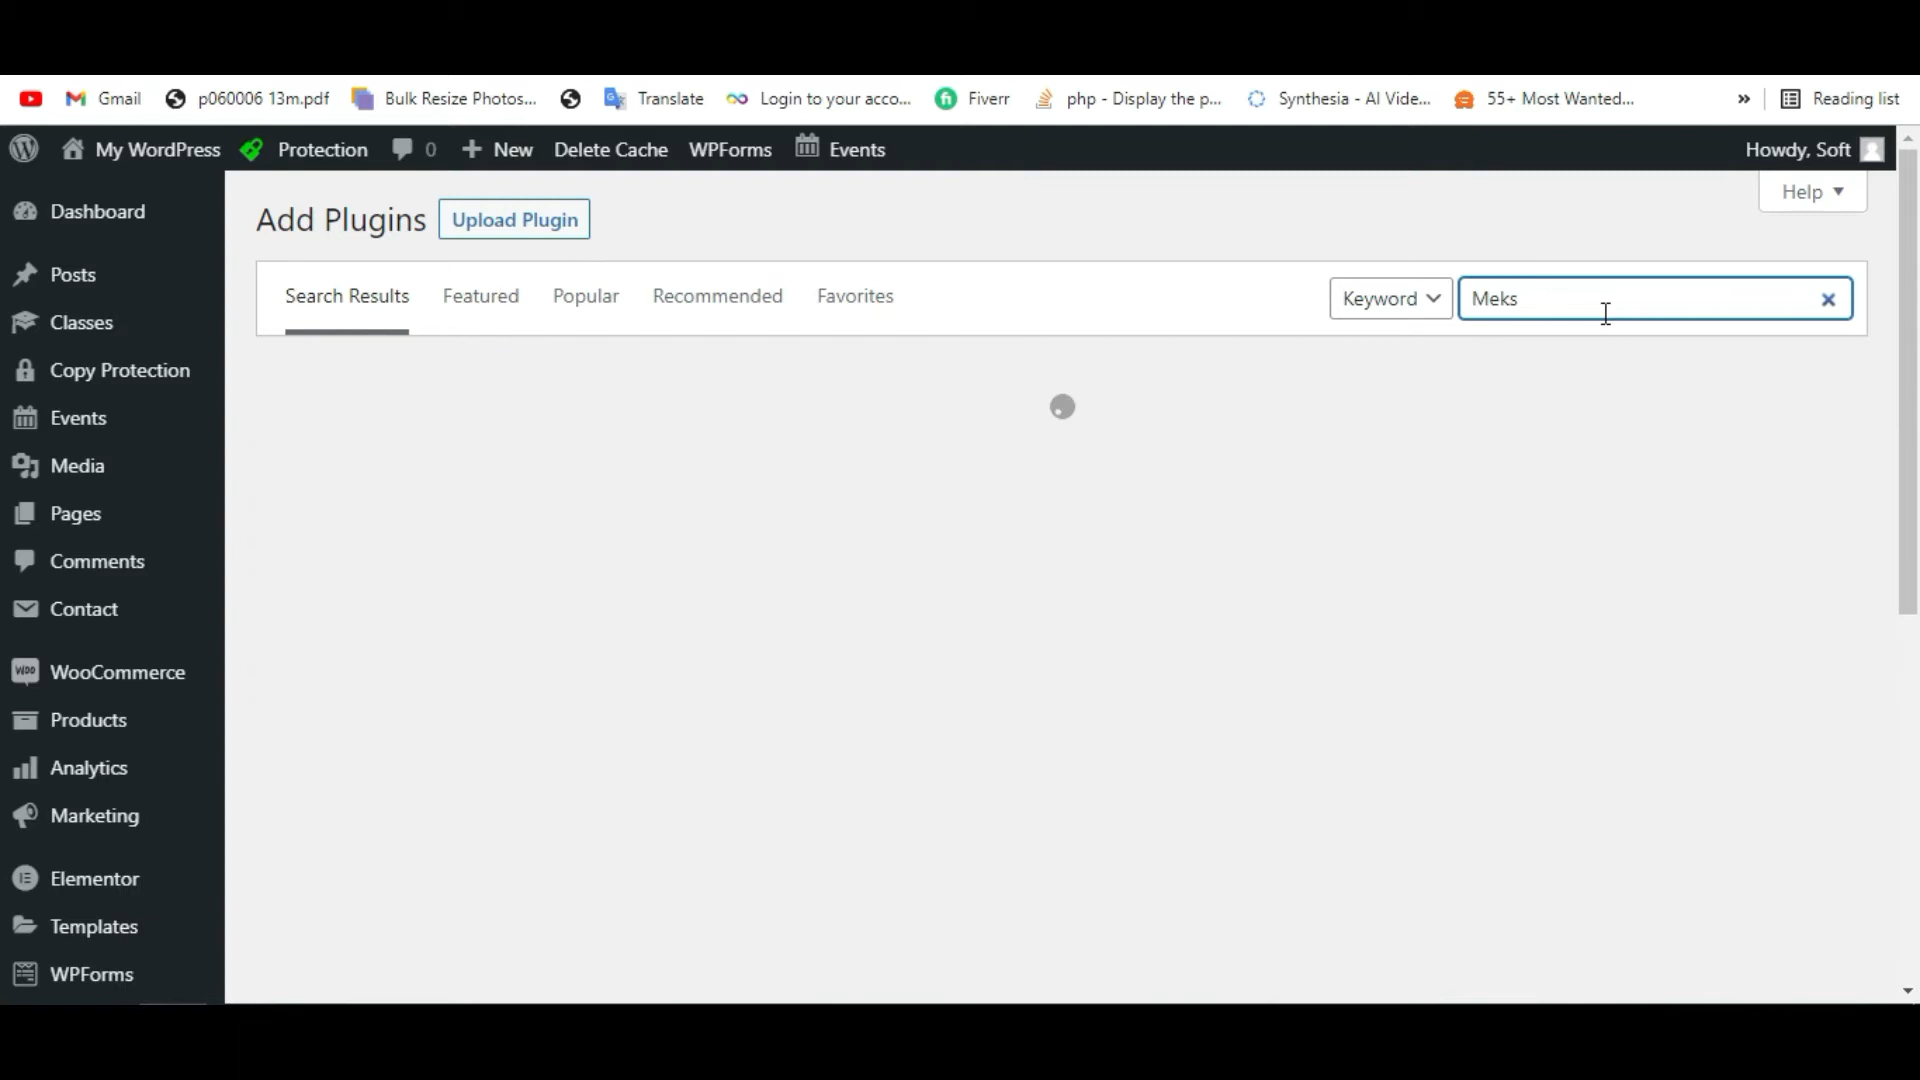 Gmail p060006 13m.pdf Bulk Resize Photos... Translate Login to your acco... Fiverr php - Display the p... Synthesia - AI Vide... 55+ Most Wanted... » Reading list
My WordPress Protection 0 New Delete Cache WPForms Events Howdy, Soft
Help
Add Plugins Upload Plugin
Search Results Featured Popular Recommended Favorites Keyword Meks
Dashboard
Posts
Classes
Copy Protection
Events
Media
Pages
Comments
Contact
WooCommerce
Products
Analytics
Marketing
Elementor
Templates
WPForms